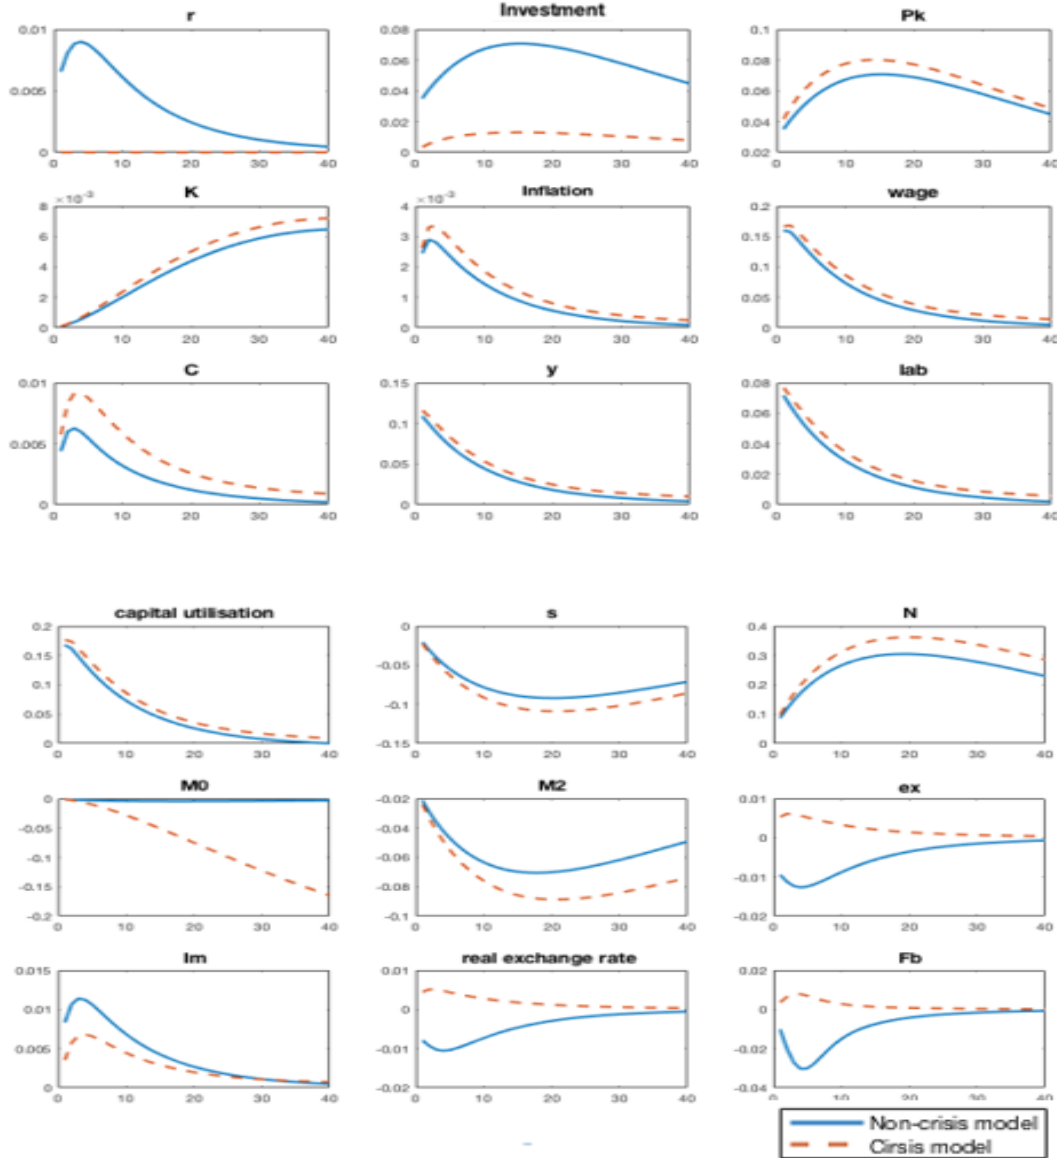 r
Investment
Pk
0.01
0.005
0
0 10 20 30 40
0.08
0.06
0.04
0.02
0
0 10 20 30 40
0.1
0.08
0.06
0.04
0.02
0 10 20 30 40
K
Inflation
wage
×10⁻³
8
6
4
2
0
0 10 20 30 40
×10⁻³
4
3
2
1
0
0 10 20 30 40
0.2
0.15
0.1
0.05
0
0 10 20 30 40
C
y
lab
0.01
0.005
0
0 10 20 30 40
0.15
0.1
0.05
0
0 10 20 30 40
0.08
0.06
0.04
0.02
0
0 10 20 30 40
capital utilisation
s
N
0.2
0.15
0.1
0.05
0
0 10 20 30 40
0
-0.05
-0.1
-0.15
0 10 20 30 40
0.4
0.3
0.2
0.1
0
0 10 20 30 40
M0
M2
ex
0
-0.05
-0.1
-0.15
-0.2
0 10 20 30 40
-0.02
-0.04
-0.06
-0.08
-0.1
0 10 20 30 40
0.01
0
-0.01
-0.02
0 10 20 30 40
Im
real exchange rate
Fb
0.015
0.01
0.005
0
0 10 20 30 40
0.01
0
-0.01
-0.02
0 10 20 30 40
0.02
0
-0.02
-0.04
0 10 20 30 40
Non-crisis model
Cirsis model